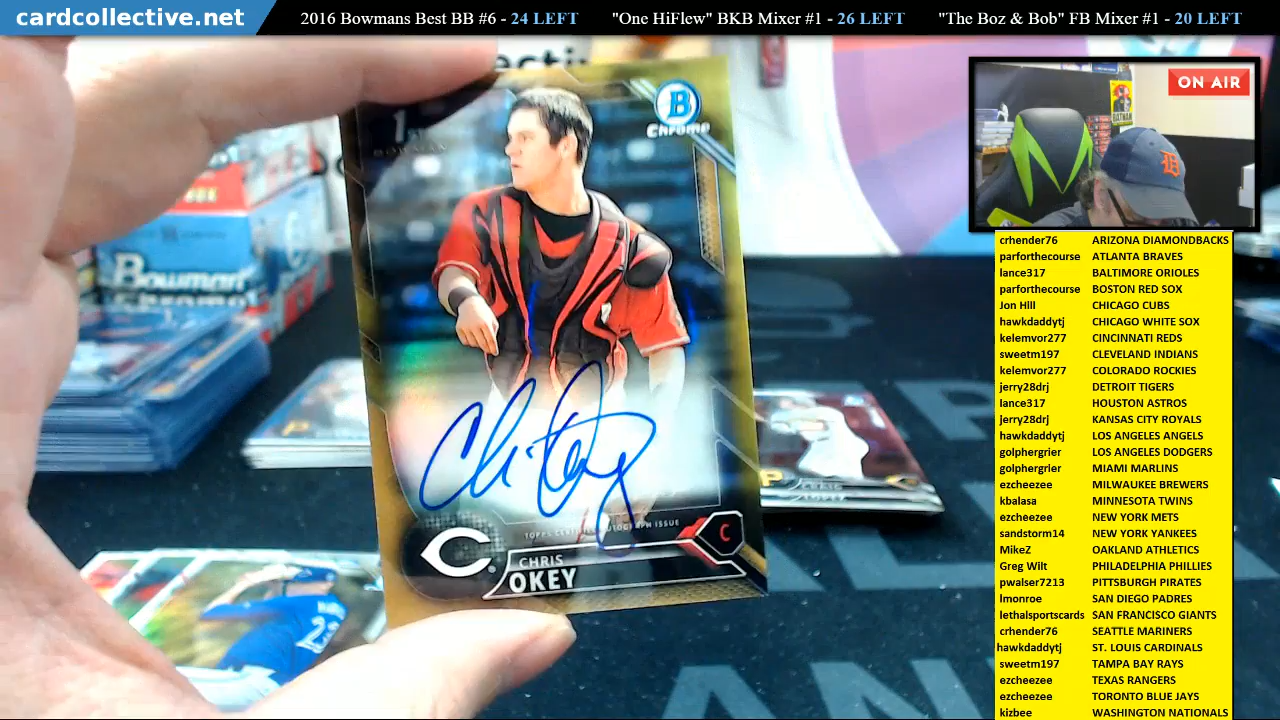 cardcollective.net
2016 Bowmans Best BB #6 - 24 LEFT
"One HiFlew" BKB Mixer #1 - 26 LEFT
"The Boz & Bob" FB Mixer #1 - 20 LEFT
ON AIR
1st
BOWMAN
B
Chrome
TOPPS CERTIFIED AUTOGRAPH ISSUE
C
C
CHRIS
OKEY
Bowman
Chrome
crhender76 ARIZONA DIAMONDBACKS
parforthecourse ATLANTA BRAVES
lance317 BALTIMORE ORIOLES
parforthecourse BOSTON RED SOX
Jon Hill CHICAGO CUBS
hawkdaddytj CHICAGO WHITE SOX
kelemvor277 CINCINNATI REDS
sweetm197 CLEVELAND INDIANS
kelemvor277 COLORADO ROCKIES
jerry28drj DETROIT TIGERS
lance317 HOUSTON ASTROS
jerry28drj KANSAS CITY ROYALS
hawkdaddytj LOS ANGELES ANGELS
golphergrier LOS ANGELES DODGERS
golphergrier MIAMI MARLINS
ezcheezee MILWAUKEE BREWERS
kbalasa MINNESOTA TWINS
ezcheezee NEW YORK METS
sandstorm14 NEW YORK YANKEES
MikeZ OAKLAND ATHLETICS
Greg Wilt PHILADELPHIA PHILLIES
pwalser7213 PITTSBURGH PIRATES
lmonroe SAN DIEGO PADRES
lethalsportscards SAN FRANCISCO GIANTS
crhender76 SEATTLE MARINERS
hawkdaddytj ST. LOUIS CARDINALS
sweetm197 TAMPA BAY RAYS
ezcheezee TEXAS RANGERS
ezcheezee TORONTO BLUE JAYS
kizbee WASHINGTON NATIONALS